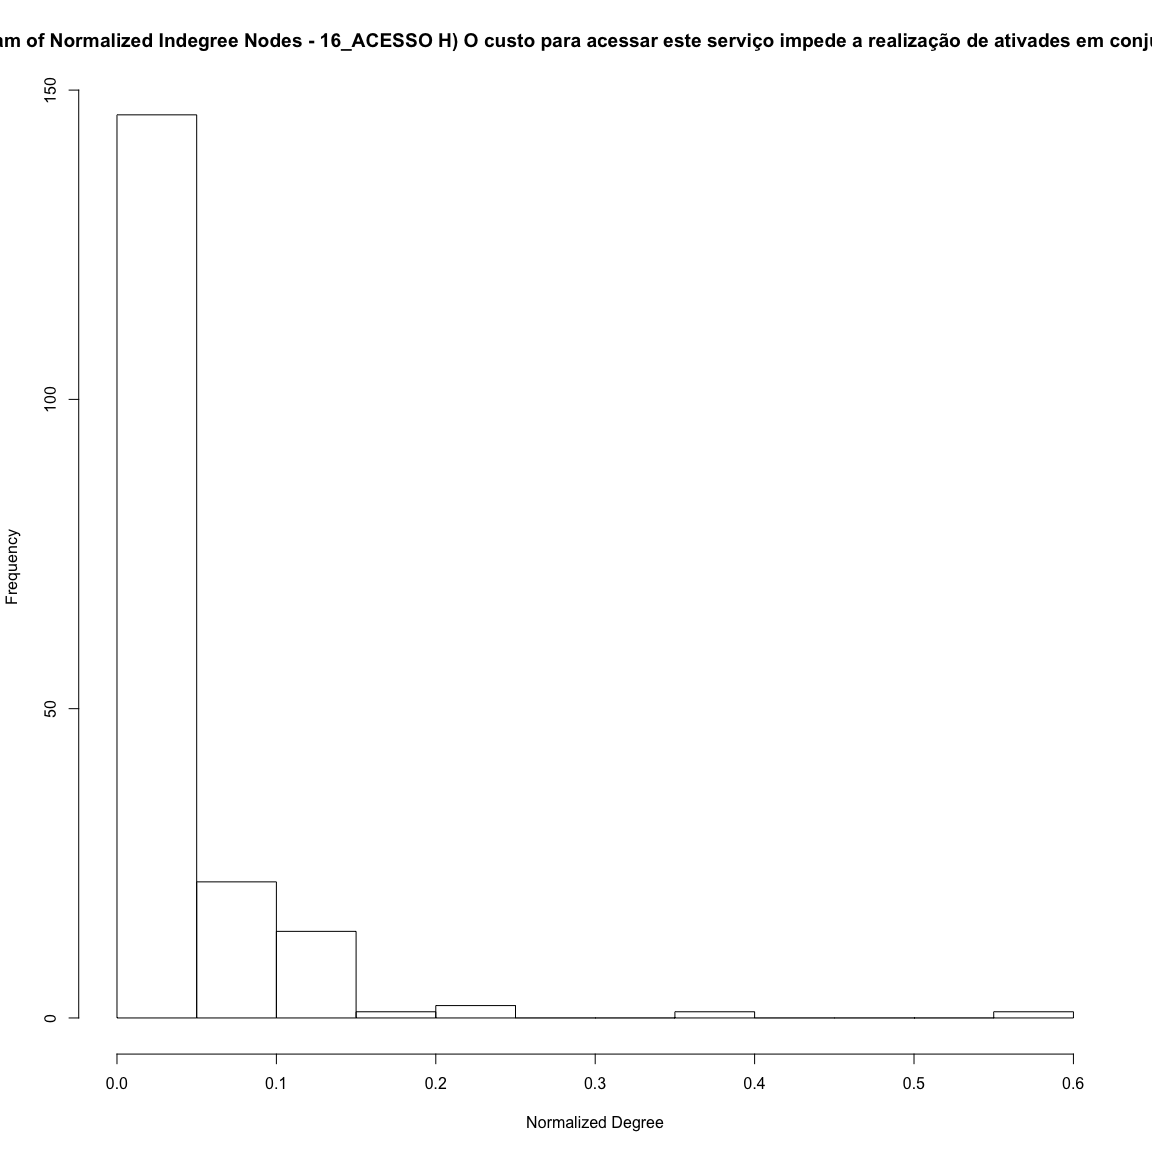 am of Normalized Indegree Nodes - 16_ACESSO H) O custo para acessar este serviço impede a realização de ativades em conju
150
100
50
0
Frequency
0.0 0.1 0.2 0.3 0.4 0.5 0.6
Normalized Degree